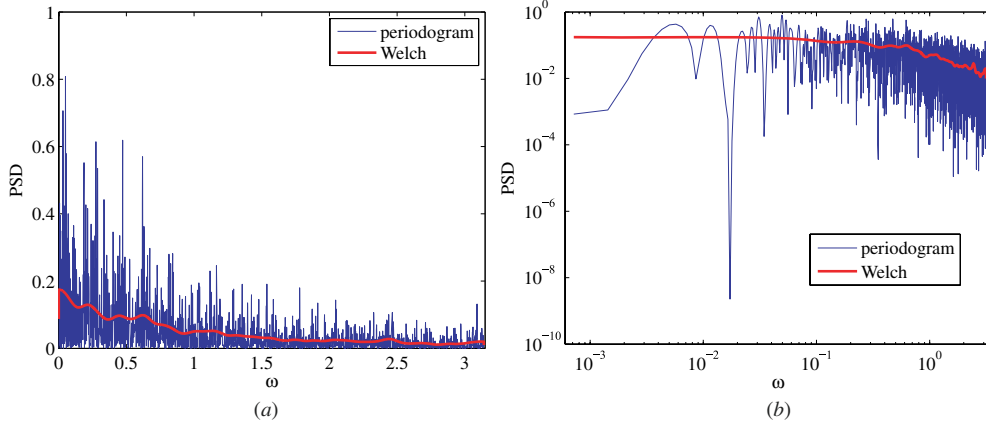 periodogram
Welch
PSD
1
0.8
0.6
0.4
0.2
0
0 0.5 1 1.5 2 2.5 3
ω
(a)
10^0
10^−2
10^−4
10^−6
10^−8
10^−10
PSD
periodogram
Welch
10^−3 10^−2 10^−1 10^0
ω
(b)